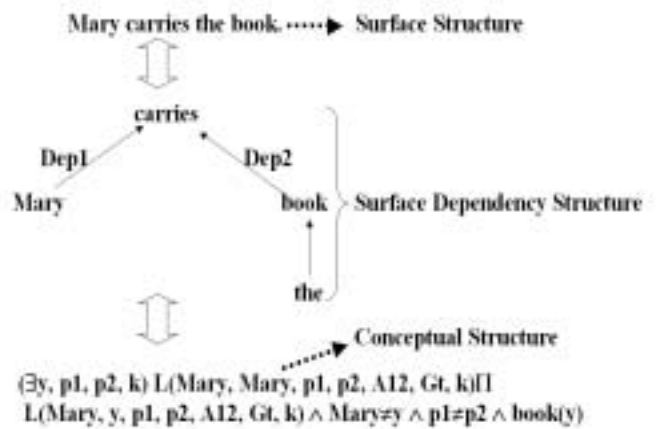 Mary carries the book. Surface Structure
carries
Dep1 Dep2
Mary book Surface Dependency Structure
the
Conceptual Structure
(∃y, p1, p2, k) L(Mary, Mary, p1, p2, A12, Gt, k)Π
L(Mary, y, p1, p2, A12, Gt, k) ∧ Mary≠y ∧ p1≠p2 ∧ book(y)